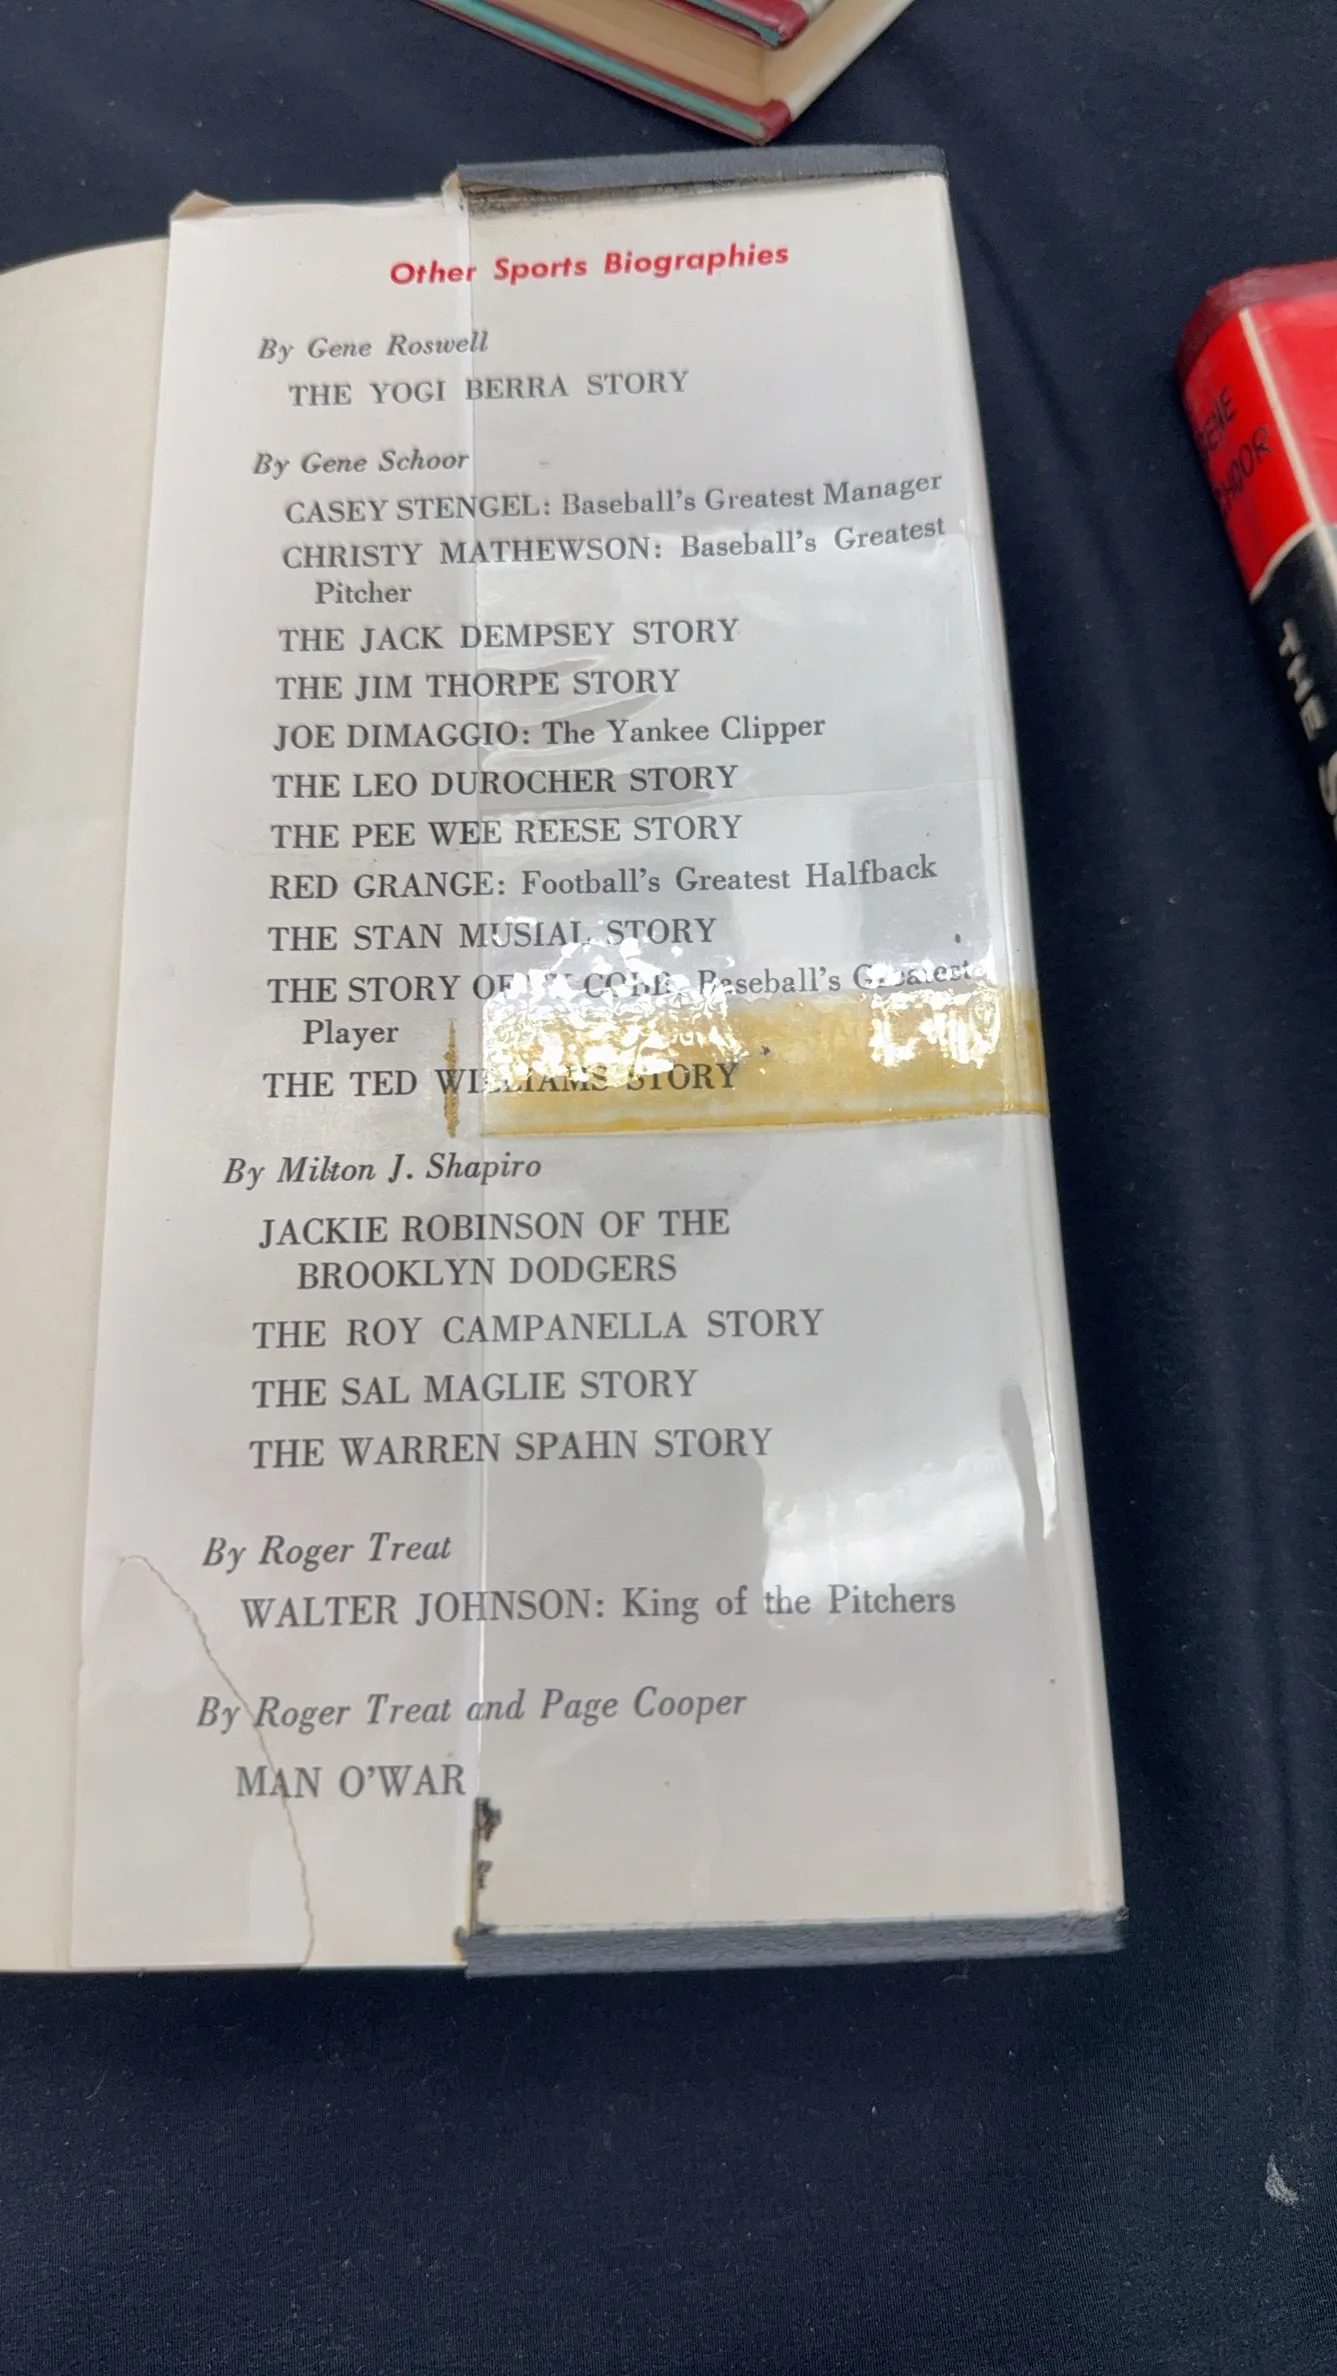 Other Sports Biographies
By Gene Roswell
THE YOGI BERRA STORY
By Gene Schoor
CASEY STENGEL: Baseball's Greatest Manager
CHRISTY MATHEWSON: Baseball's Greatest
Pitcher
THE JACK DEMPSEY STORY
THE JIM THORPE STORY
JOE DIMAGGIO: The Yankee Clipper
THE LEO DUROCHER STORY
THE PEE WEE REESE STORY
RED GRANGE: Football's Greatest Halfback
THE STAN MUSIAL STORY
THE STORY OF COBB: Baseball's Greatest
Player
THE TED WILLIAMS STORY
By Milton J. Shapiro
JACKIE ROBINSON OF THE
BROOKLYN DODGERS
THE ROY CAMPANELLA STORY
THE SAL MAGLIE STORY
THE WARREN SPAHN STORY
By Roger Treat
WALTER JOHNSON: King of the Pitchers
By Roger Treat and Page Cooper
MAN O'WAR
GENE
SCHOOR
THE